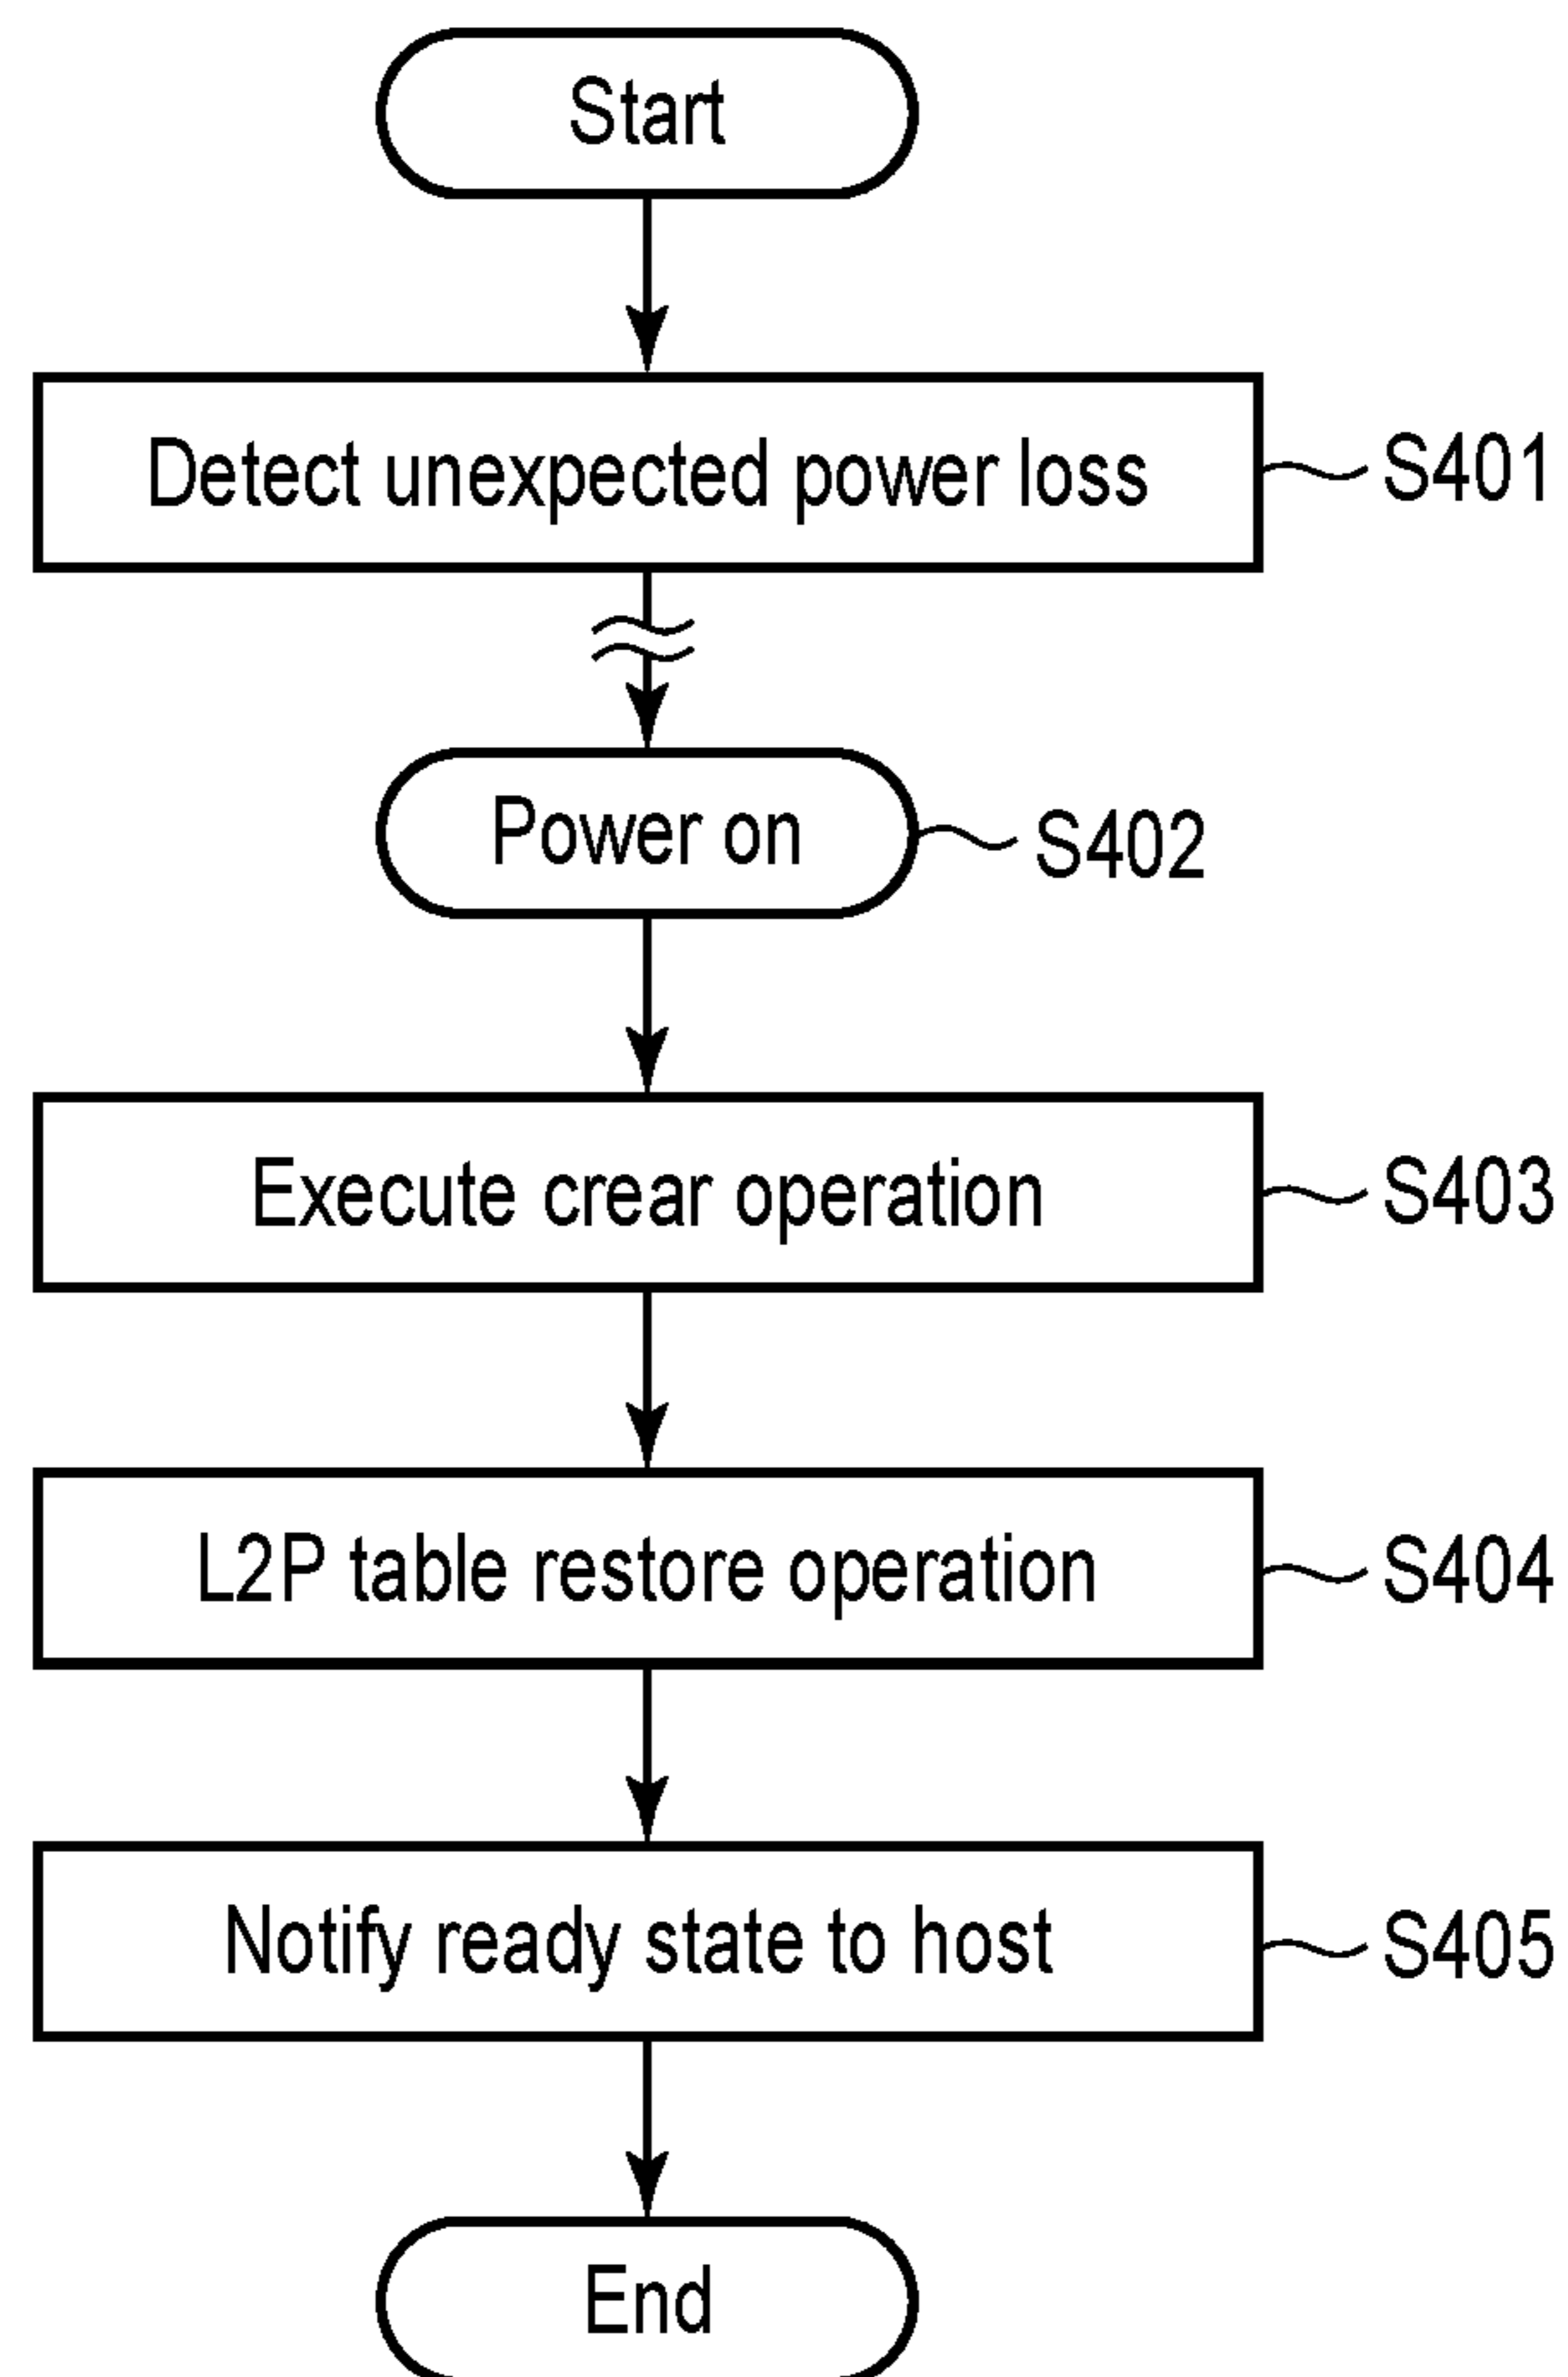 Start
Detect unexpected power loss
S401
Power on
S402
Execute crear operation
S403
L2P table restore operation
S404
Notify ready state to host
S405
End